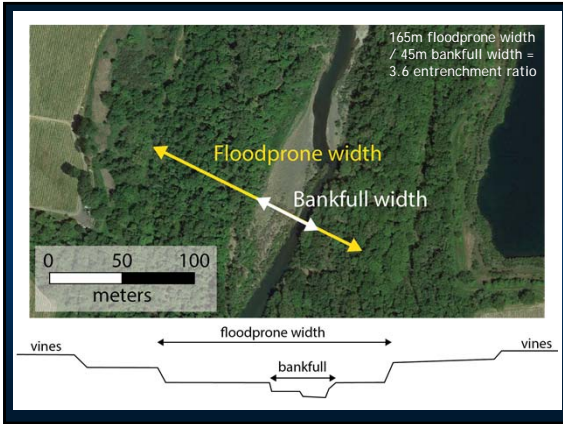 165m floodprone width
/ 45m bankfull width =
3.6 entrenchment ratio
Floodprone width
Bankfull width
0 50 100
meters
floodprone width
vines
vines
bankfull